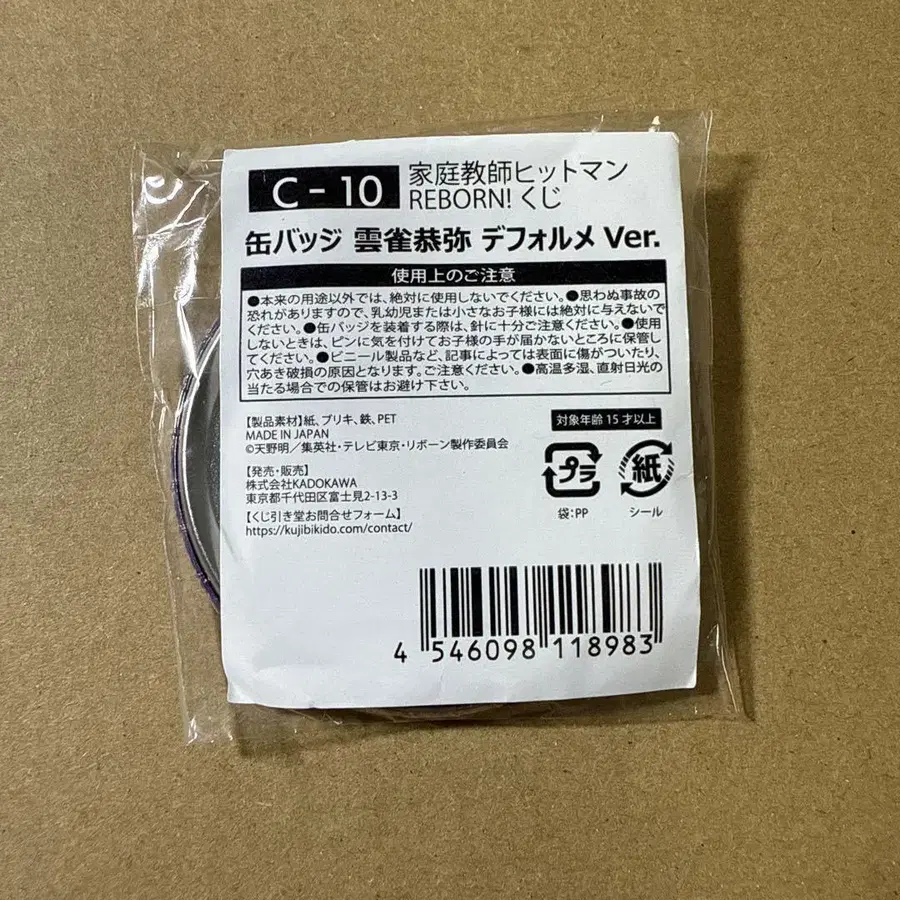 C-10
家庭教師ヒットマン
REBORN! くじ
缶バッジ 雲雀恭弥 デフォルメ Ver.
使用上のご注意
●本来の用途以外では、絶対に使用しないでください。●思わぬ事故の
恐れがありますので、乳幼児または小さなお子様には絶対に与えないで
ください。●缶バッジを装着する際は、針に十分ご注意ください。●使用
しないときは、ピンに気を付けてお子様の手が届かないところに保管し
てください。●ビニール製品など、記事によっては表面に傷がついたり、
穴あき破損の原因となります。ご注意ください。●高温多湿、直射日光の
当たる場合での保管はお避け下さい。
【製品素材】紙、ブリキ、鉄、PET
MADE IN JAPAN
©天野明／集英社・テレビ東京・リボーン製作委員会
対象年齢 15 才以上
プラ
袋：PP
紙
シール
【発売・販売】
株式会社KADOKAWA
東京都千代田区富士見2-13-3
【くじ引き堂お問合せフォーム】
https://kujibikido.com/contact/
4 546098 118983